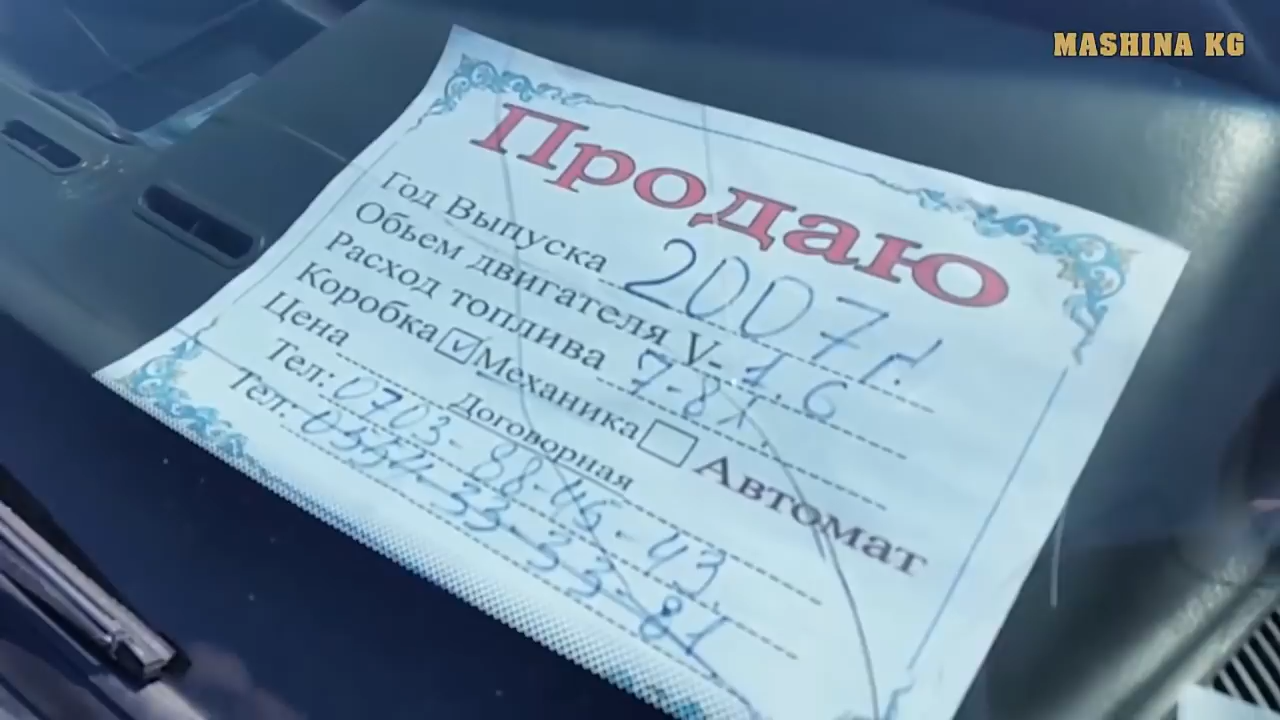 MASHINA KG
Продаю
Год Выпуска 2007г.
Обьем двигателя V- 1,6
Расход топлива 7-8л.
Коробка Механика Автомат
Цена Договорная
Тел: 0703-88-46-43,
Тел: 0554-33-33-81